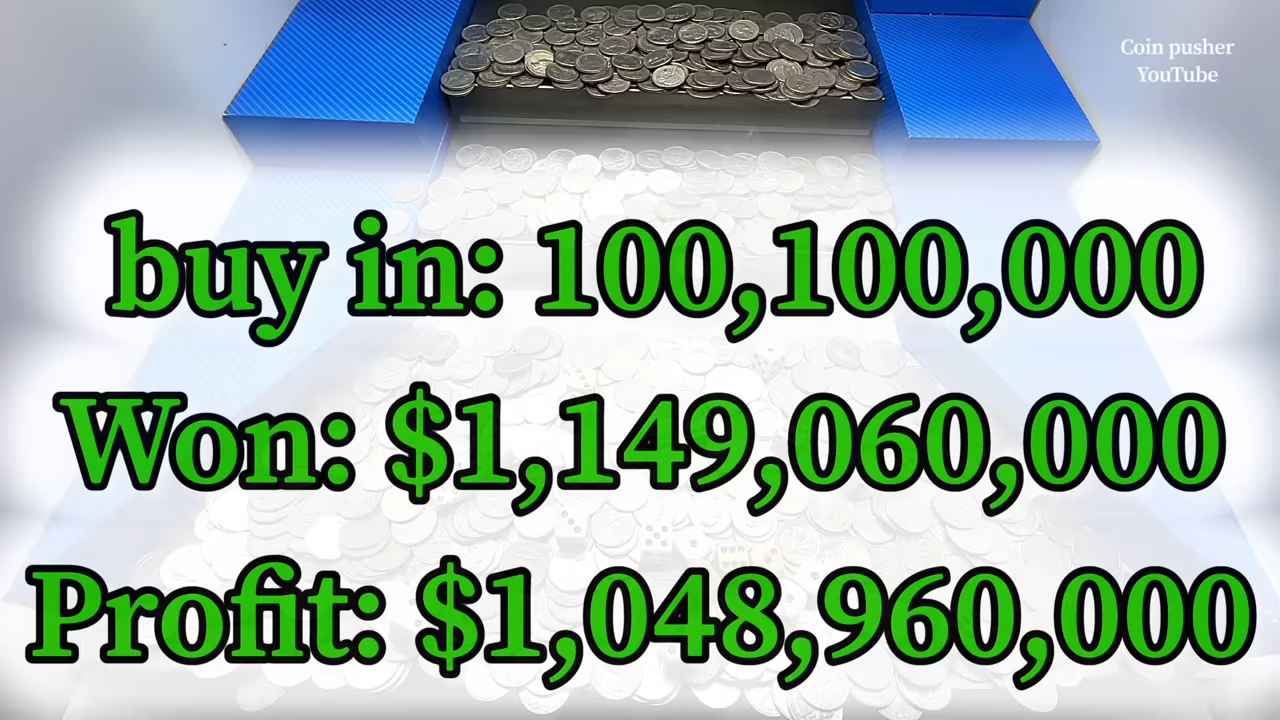 Coin pusher
YouTube
buy in: 100,100,000
Won: $1,149,060,000
Profit: $1,048,960,000